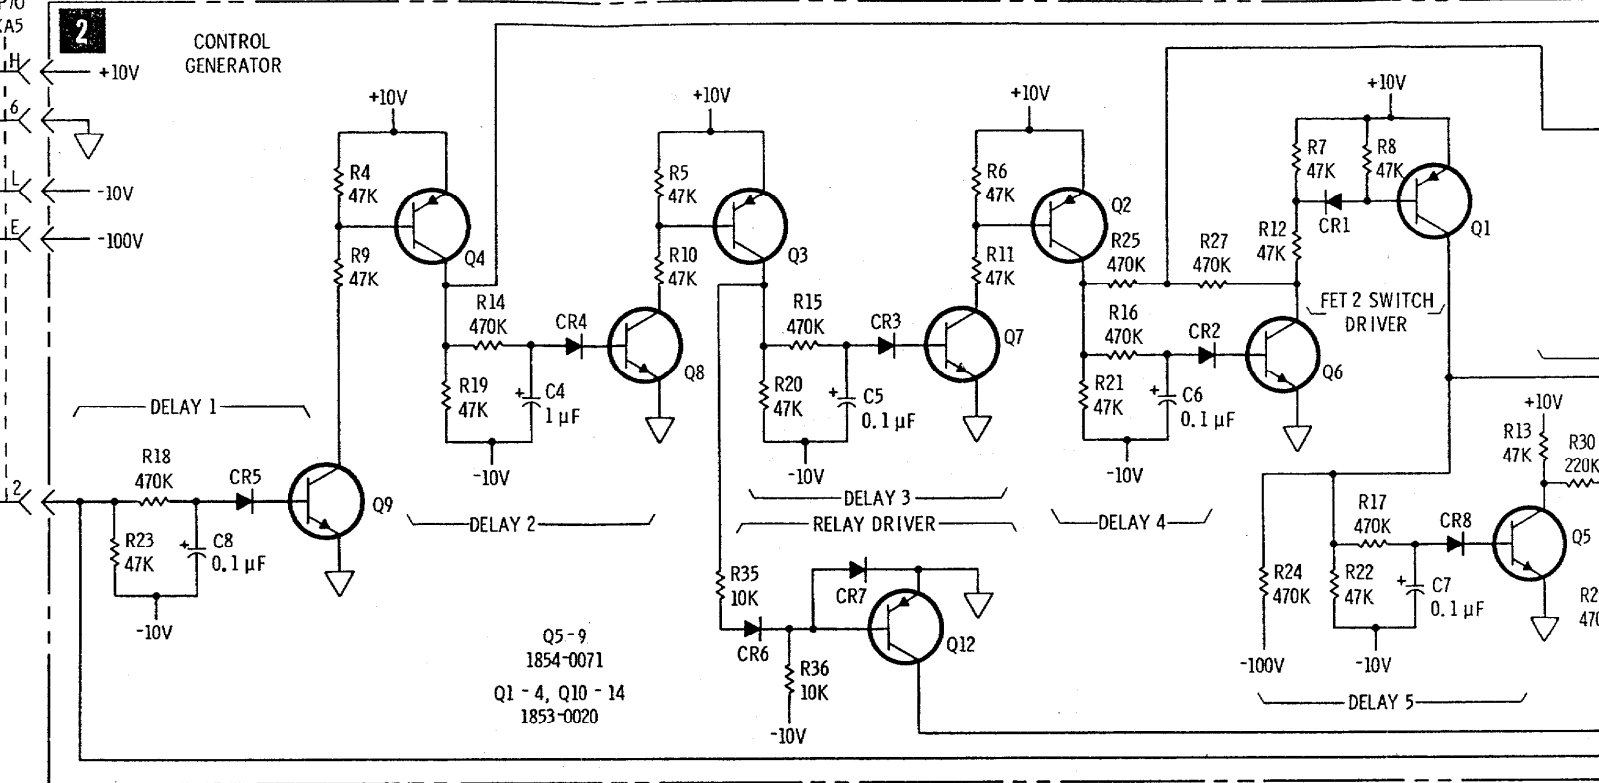 P/O
XA5
2
CONTROL
GENERATOR
H
+10V
6
L
-10V
E
-100V
2
+10V
R4
47K
Q4
R9
47K
R14
470K
CR4
R19
47K
C4
1 µF
-10V
+10V
R5
47K
Q3
R10
47K
Q8
R15
470K
CR3
R20
47K
C5
0.1 µF
-10V
+10V
R6
47K
Q2
R11
47K
Q7
R25
470K
R27
470K
R16
470K
CR2
R21
47K
C6
0.1 µF
-10V
+10V
R7
47K
R8
47K
CR1
Q1
R12
47K
FET 2 SWITCH
DRIVER
Q6
DELAY 1
R18
470K
CR5
Q9
R23
47K
C8
0.1 µF
-10V
DELAY 2
DELAY 3
RELAY DRIVER
DELAY 4
R35
10K
CR7
CR6
Q12
R36
10K
-10V
Q5-9
1854-0071
Q1 - 4, Q10 - 14
1853-0020
+10V
R13
47K
R30
220K
R17
470K
CR8
Q5
R24
470K
R22
47K
C7
0.1 µF
-100V
-10V
DELAY 5